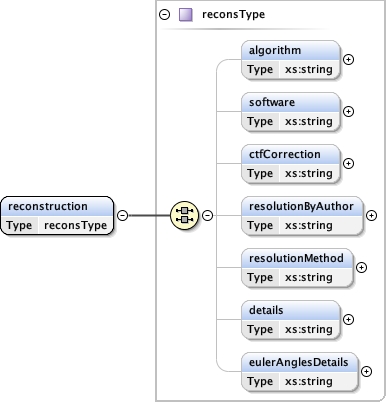 reconsType
algorithm
Type xs:string
software
Type xs:string
ctfCorrection
Type xs:string
reconstruction
Type reconsType
resolutionByAuthor
Type xs:string
resolutionMethod
Type xs:string
details
Type xs:string
eulerAnglesDetails
Type xs:string